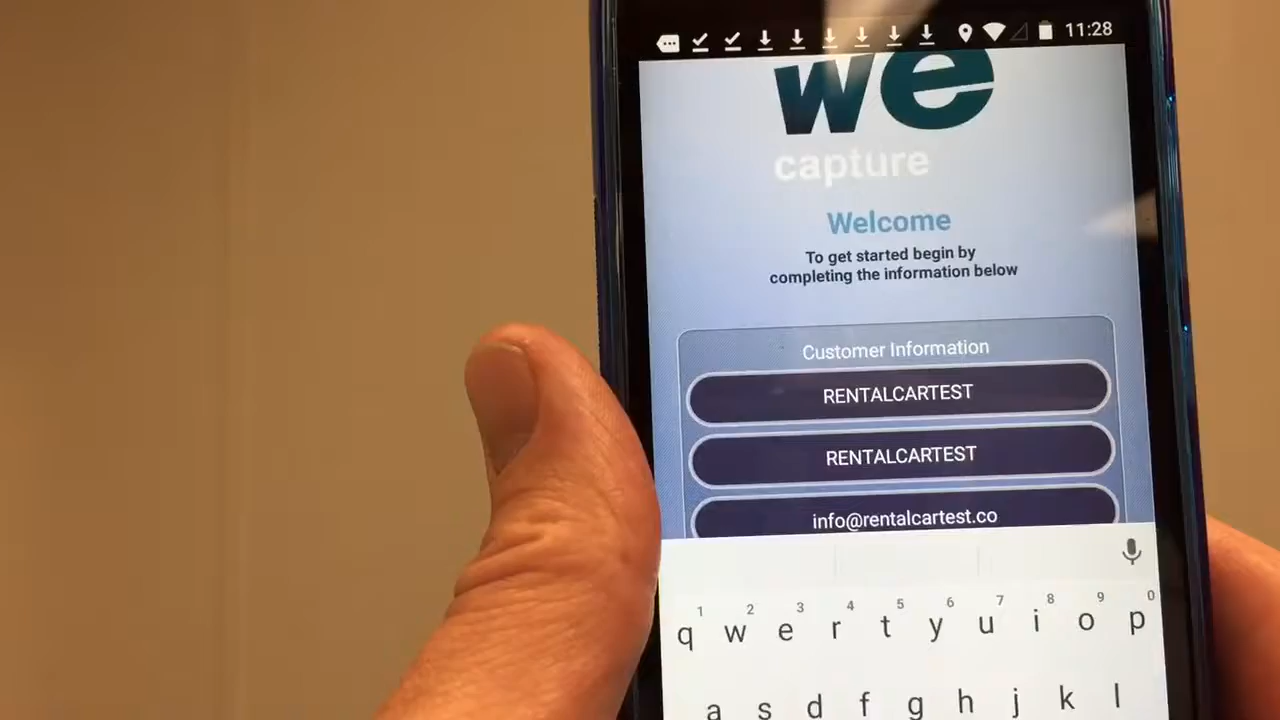 11:28
we
capture
Welcome
To get started begin by
completing the information below
Customer Information
RENTALCARTEST
RENTALCARTEST
info@rentalcartest.co
1 2 3 4 5 6 7 8 9 0
q w e r t y u i o p
a s d f g h j k l